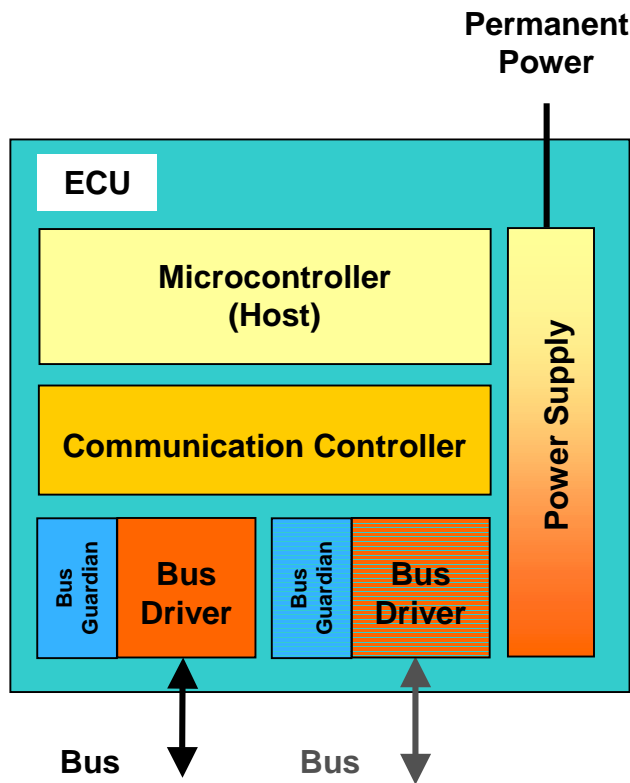 Permanent
Power
ECU
Microcontroller
(Host)
Power Supply
Communication Controller
Bus
Guardian
Bus
Driver
Bus
Guardian
Bus
Driver
Bus
Bus